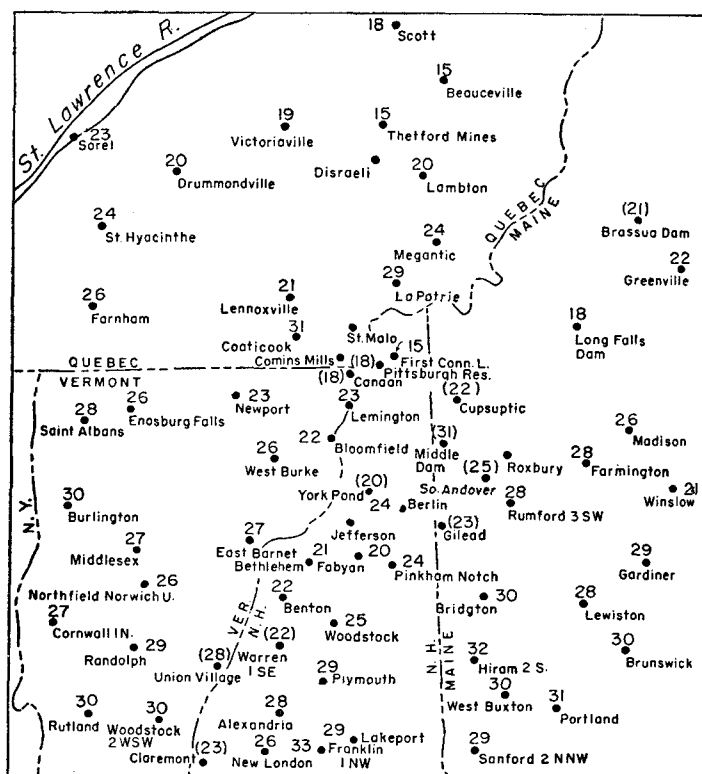 18
Scott
15
Beauceville
St. Lawrence R.
23
Sorel
19
Victoriaville
15
Thetford Mines
Disraeli
20
Drummondville
20
Lambton
QUEBEC
MAINE
24
St. Hyacinthe
24
Megantic
(21)
Brassua Dam
22
Greenville
29
La Patrie
21
Lennoxville
26
Farnham
31
Coaticook
St. Malo
18
Long Falls
Dam
15
First Conn. L.
Comins Mills
(18)
Pittsburgh Res.
QUEBEC
VERMONT
(18)
Canaan
23
Newport
23
Lemington
(22)
Cupsuptic
28
Saint Albans
26
Enosburg Falls
22
Bloomfield
(31)
Middle
Dam
26
Madison
26
West Burke
Roxbury
28
Farmington
(25)
So. Andover
21
Winslow
(20)
York Pond
24
Berlin
28
Rumford 3 SW
N.Y.
30
Burlington
Jefferson
(23)
Gilead
27
Middlesex
27
East Barnet
21
Bethlehem
20
Fabyan
24
Pinkham Notch
29
Gardiner
26
Northfield Norwich U.
22
Benton
30
Bridgton
28
Lewiston
27
Cornwall IN.
VER.
N.H.
25
Woodstock
29
Randolph
(22)
Warren
1 SE
(28)
Union Village
N.H.
MAINE
32
Hiram 2 S.
30
Brunswick
29
Plymouth
30
West Buxton
31
Portland
30
Rutland
30
Woodstock
2 WSW
28
Alexandria
(23)
Claremont
26
New London
33
29
Lakeport
Franklin
1 NW
29
Sanford 2 NNW